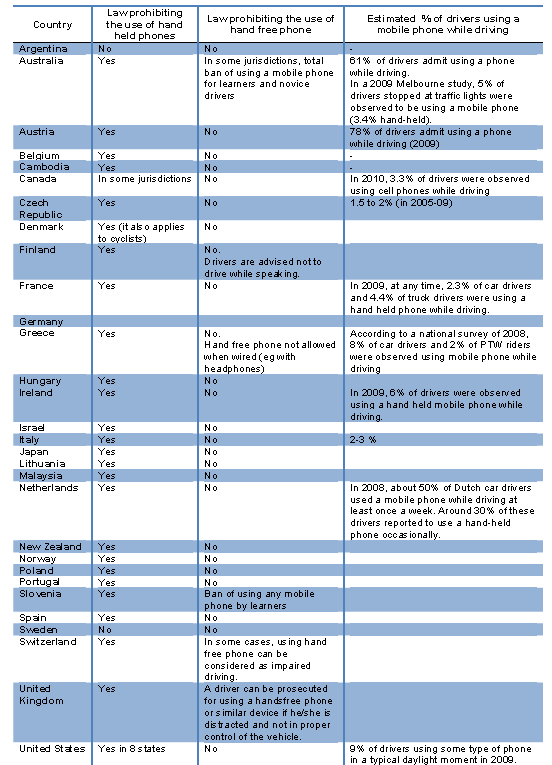 Country
Law prohibiting
the use of hand
held phones
Law prohibiting the use of
hand free phone
Estimated % of drivers using a
mobile phone while driving
Argentina No No -
Australia Yes In some jurisdictions, total
ban of using a mobile phone
for learners and novice
drivers
61% of drivers admit using a phone
while driving.
In a 2009 Melbourne study, 5% of
drivers stopped at traffic lights were
observed to be using a mobile phone
(3.4% hand-held).
Austria Yes No 78% of drivers admit using a phone
while driving (2009)
Belgium Yes No -
Cambodia Yes No -
Canada In some jurisdictions No In 2010, 3.3% of drivers were observed
using cell phones while driving
Czech
Republic
Yes No 1.5 to 2% (in 2005-09)
Denmark Yes (it also applies
to cyclists)
No
Finland Yes No.
Drivers are advised not to
drive while speaking.
France Yes No In 2009, at any time, 2.3% of car drivers
and 4.4% of truck drivers were using a
hand held phone while driving.
Germany
Greece Yes No.
Hand free phone not allowed
when wired (eg with
headphones)
According to a national survey of 2008,
8% of car drivers and 2% of PTW riders
were observed using mobile phone while
driving
Hungary Yes No
Ireland Yes No In 2009, 6% of drivers were observed
using a hand held mobile phone while
driving.
Israel Yes No
Italy Yes No 2-3 %
Japan Yes No
Lithuania Yes No
Malaysia Yes No
Netherlands Yes No In 2008, about 50% of Dutch car drivers
used a mobile phone while driving at
least once a week. Around 30% of these
drivers reported to use a hand-held
phone occasionally.
New Zealand Yes No
Norway Yes No
Poland Yes No
Portugal Yes No
Slovenia Yes Ban of using any mobile
phone by learners
Spain Yes No
Sweden No No
Switzerland Yes In some cases, using hand
free phone can be
considered as impaired
driving.
United
Kingdom
Yes A driver can be prosecuted
for using a handsfree phone
or similar device if he/she is
distracted and not in proper
control of the vehicle.
United States Yes in 8 states No 9% of drivers using some type of phone
in a typical daylight moment in 2009.